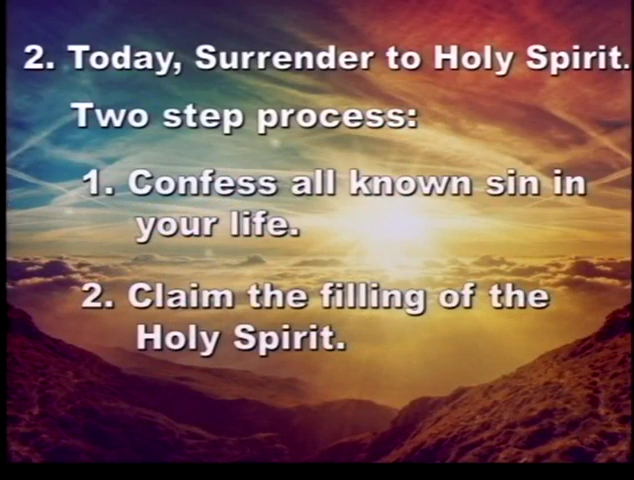 2. Today, Surrender to Holy Spirit.
Two step process:
1. Confess all known sin in
your life.
2. Claim the filling of the
Holy Spirit.